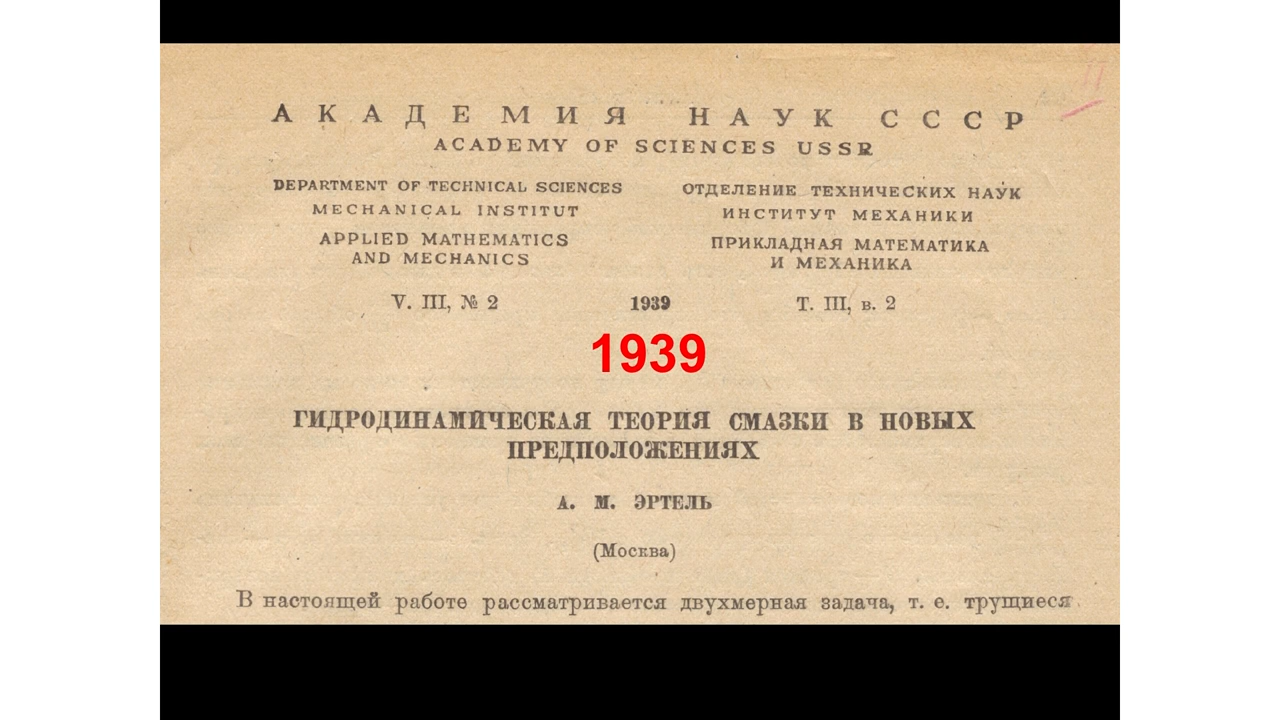 АКАДЕМИЯ НАУК СССР
ACADEMY OF SCIENCES USSR
DEPARTMENT OF TECHNICAL SCIENCES
MECHANICAL INSTITUT
APPLIED MATHEMATICS
AND MECHANICS
ОТДЕЛЕНИЕ ТЕХНИЧЕСКИХ НАУК
ИНСТИТУТ МЕХАНИКИ
ПРИКЛАДНАЯ МАТЕМАТИКА
И МЕХАНИКА
V. III, № 2 1939 Т. III, в. 2
1939
ГИДРОДИНАМИЧЕСКАЯ ТЕОРИЯ СМАЗКИ В НОВЫХ
ПРЕДПОЛОЖЕНИЯХ
А. М. ЭРТЕЛЬ
(Москва)
В настоящей работе рассматривается двухмерная задача, т. е. трущиеся